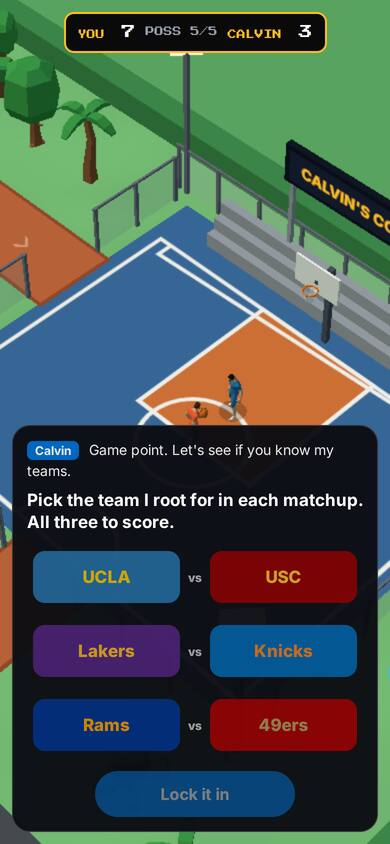 YOU 7 POSS 5/5 CALVIN 3
CALVIN'S
Calvin Game point. Let's see if you know my
teams.
Pick the team I root for in each matchup.
All three to score.
UCLA vs USC
Lakers vs Knicks
Rams vs 49ers
Lock it in